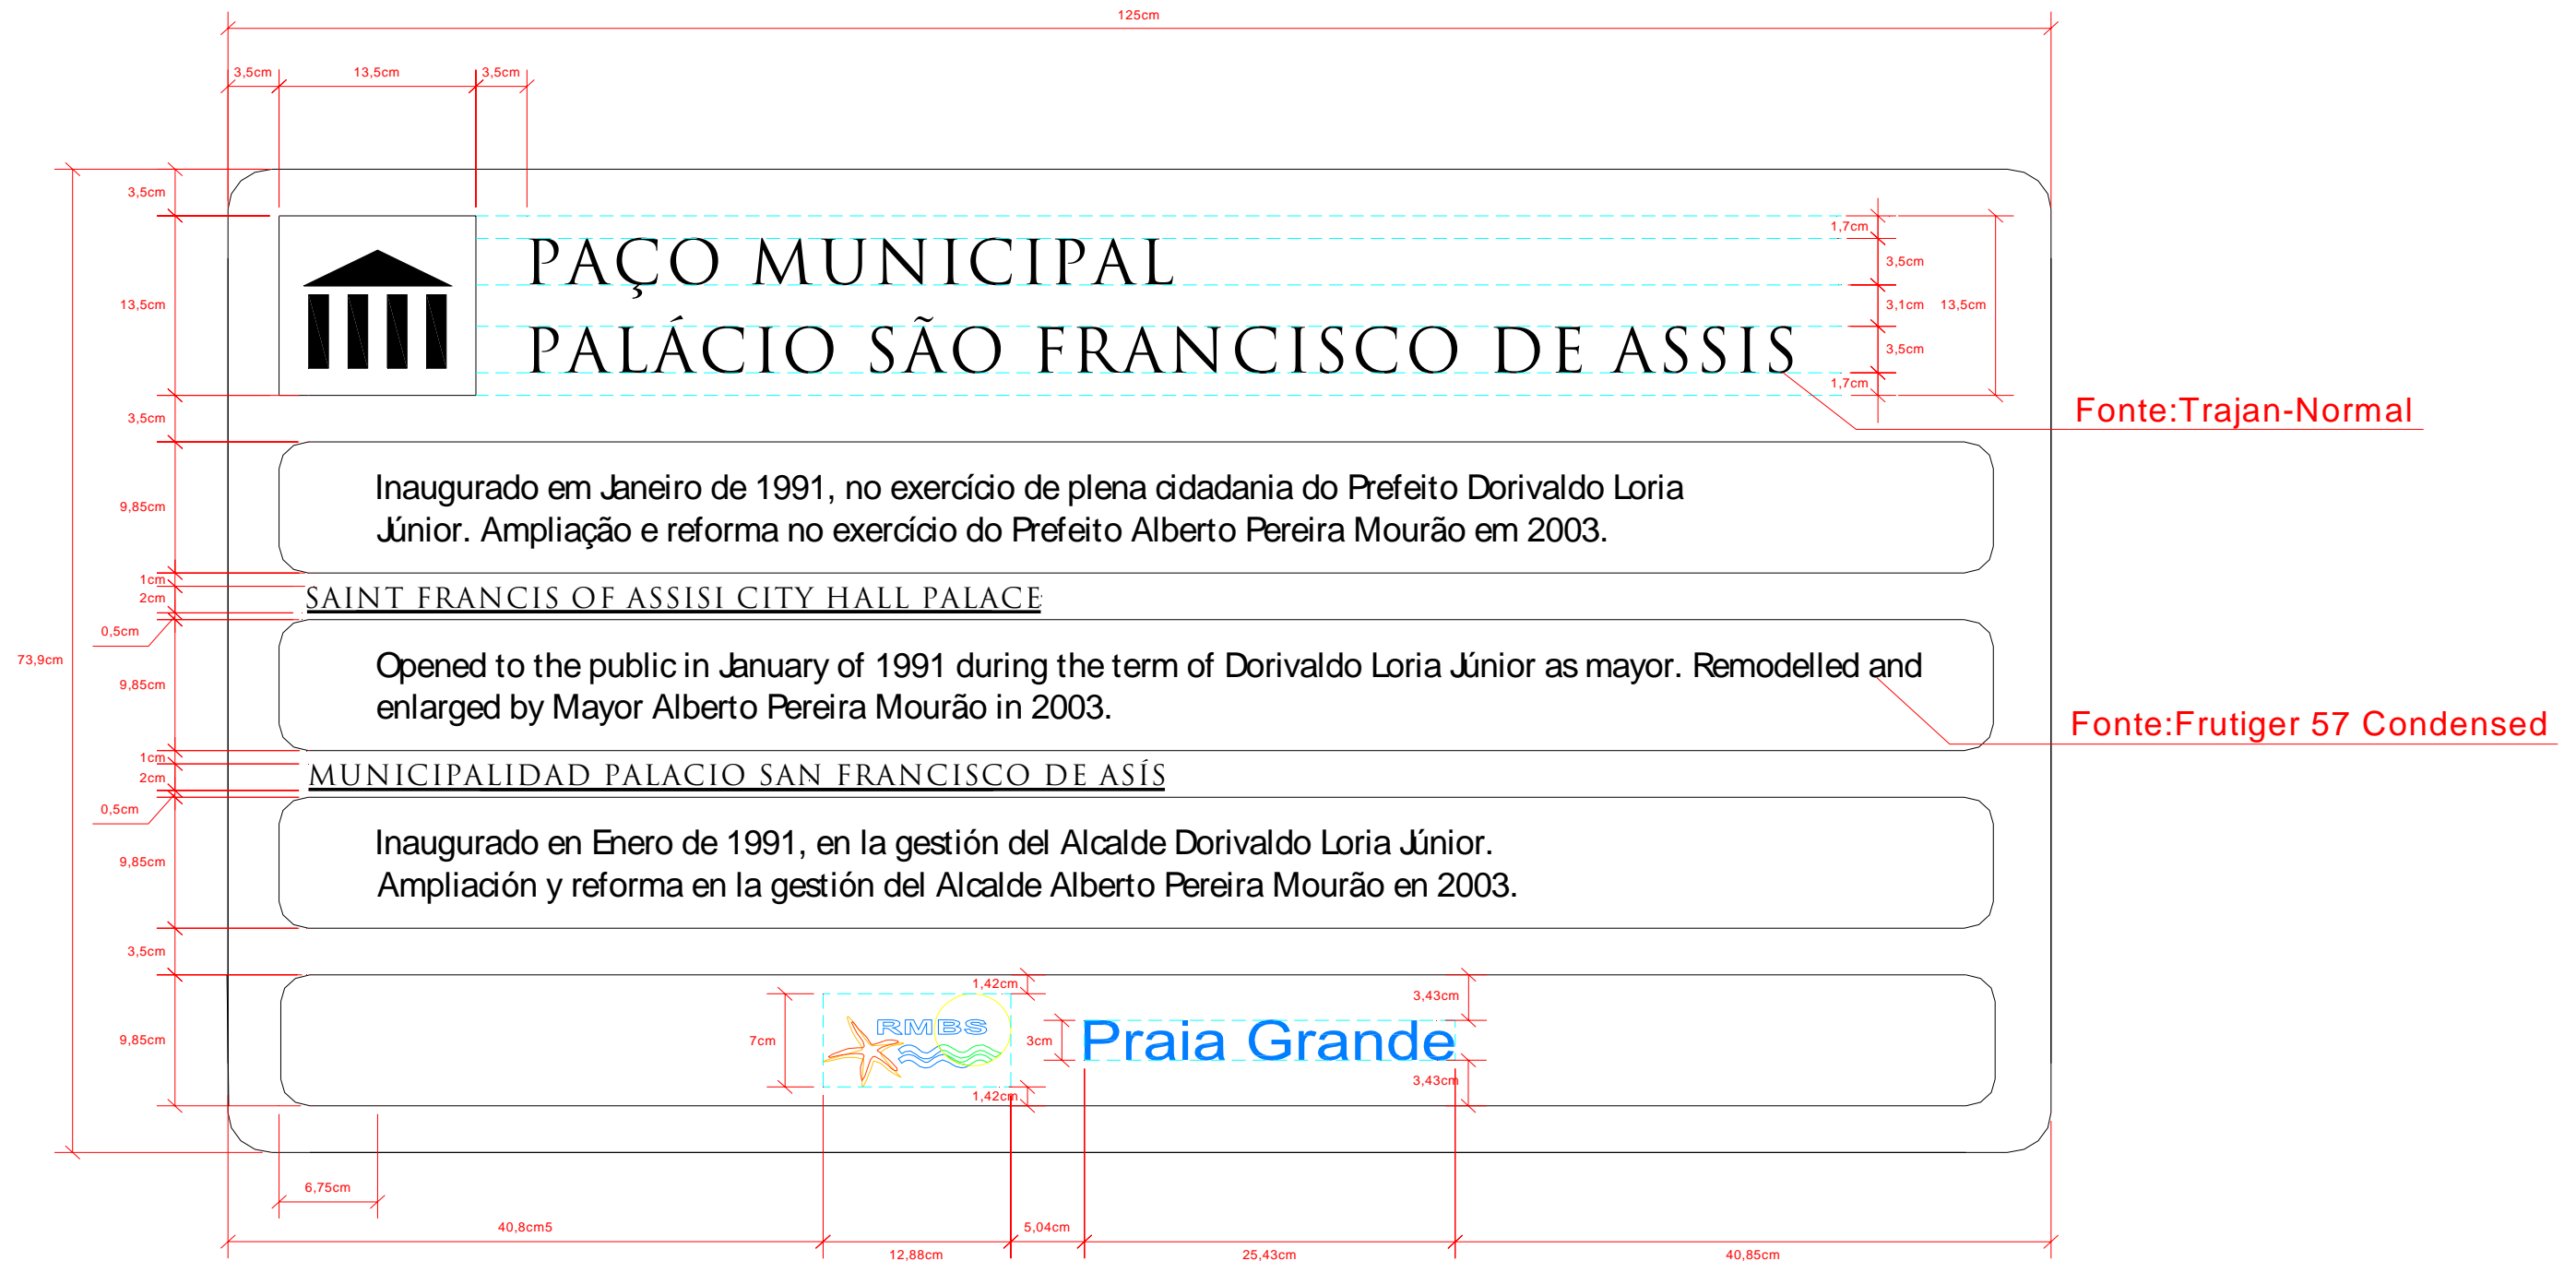 125cm
3,5cm 13,5cm 3,5cm
3,5cm
1,7cm
PAÇO MUNICIPAL
3,5cm
13,5cm
3,1cm 13,5cm
PALÁCIO SÃO FRANCISCO DE ASSIS
3,5cm
1,7cm
Fonte:Trajan-Normal
3,5cm
Inaugurado em Janeiro de 1991, no exercício de plena cidadania do Prefeito Dorivaldo Loria
9,85cm
Júnior. Ampliação e reforma no exercício do Prefeito Alberto Pereira Mourão em 2003.
1cm
2cm
SAINT FRANCIS OF ASSISI CITY HALL PALACE
0,5cm
73,9cm
Opened to the public in January of 1991 during the term of Dorivaldo Loria Júnior as mayor. Remodelled and
9,85cm
enlarged by Mayor Alberto Pereira Mourão in 2003.
Fonte:Frutiger 57 Condensed
1cm
2cm
MUNICIPALIDAD PALACIO SAN FRANCISCO DE ASÍS
0,5cm
Inaugurado en Enero de 1991, en la gestión del Alcalde Dorivaldo Loria Júnior.
9,85cm
Ampliación y reforma en la gestión del Alcalde Alberto Pereira Mourão en 2003.
3,5cm
1,42cm
3,43cm
RMBS
9,85cm
7cm
3cm
Praia Grande
3,43cm
1,42cm
6,75cm
40,8cm5
5,04cm
12,88cm
25,43cm
40,85cm